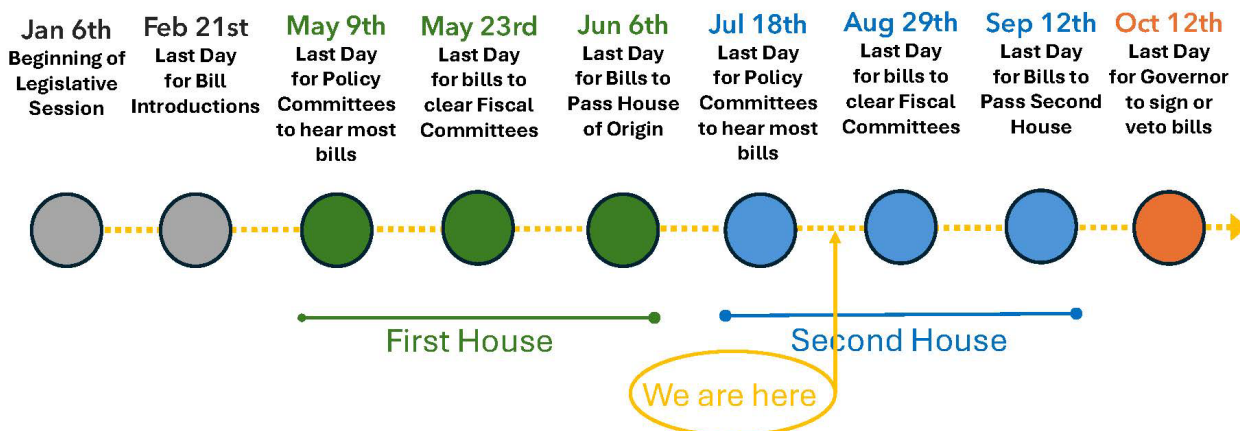 Jan 6th
Beginning of
Legislative
Session
Feb 21st
Last Day
for Bill
Introductions
May 9th
Last Day
for Policy
Committees
to hear most
bills
May 23rd
Last Day
for bills to
clear Fiscal
Committees
Jun 6th
Last Day
for Bills to
Pass House
of Origin
Jul 18th
Last Day
for Policy
Committees
to hear most
bills
Aug 29th
Last Day
for bills to
clear Fiscal
Committees
Sep 12th
Last Day
for Bills to
Pass Second
House
Oct 12th
Last Day
for Governor
to sign or
veto bills
First House
Second House
We are here